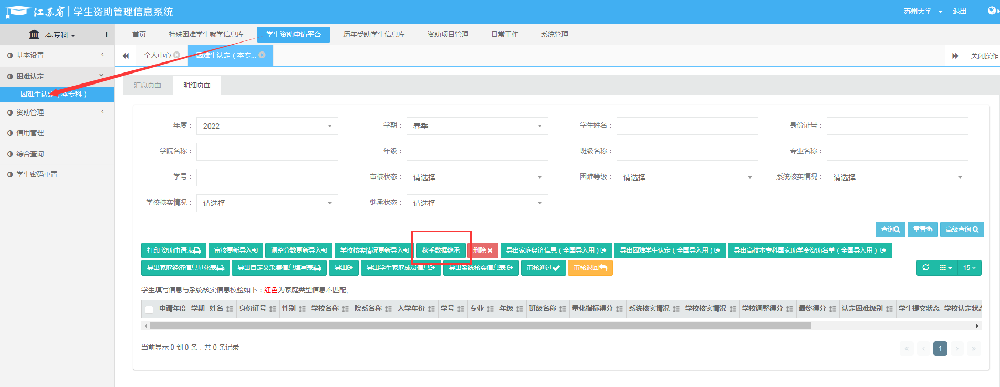 江苏省 | 学生资助管理信息系统
苏州大学 退出
本专科
首页 特殊困难学生就学信息库 学生资助申请平台 历年受助学生信息库 资助项目管理 日常工作 系统管理
基本设置
困难认定
困难生认定（本专科）
资助管理
信用管理
综合查询
学生密码重置
个人中心 困难生认定（本专... 关闭操作
汇总页面 明细页面
年度： 2022 学期： 春季 学生姓名： 身份证号：
学院名称： 年级： 班级名称： 专业名称：
学号： 审核状态： 请选择 困难等级： 请选择 系统核实情况： 请选择
学校核实情况： 请选择 继承状态： 请选择
查询 重置 高级查询
打印 资助申请表 审核更新导入 调整分数更新导入 学校核实情况更新导入 秋季数据继承 删除 导出家庭经济信息（全国导入用） 导出困难学生认定（全国导入用） 导出高校本专科国家助学金资助名单（全国导入用）
导出家庭经济信息量化表 导出自定义采集信息填写表 导出 导出学生家庭成员信息 导出系统核实信息表 审核通过 审核退回 15
学生填写信息与系统核实信息校验如下：红色为家庭类型信息不匹配;
申请年度 学期 姓名 身份证号 性别 学校名称 院系名称 入学年份 学号 专业 年级 班级名称 量化指标得分 系统核实情况 学校核实情况 学校调整得分 最终得分 认定困难级别 学生提交状态 学校认定状态
当前显示 0 到 0 条，共 0 条记录
« ‹ 1 › »